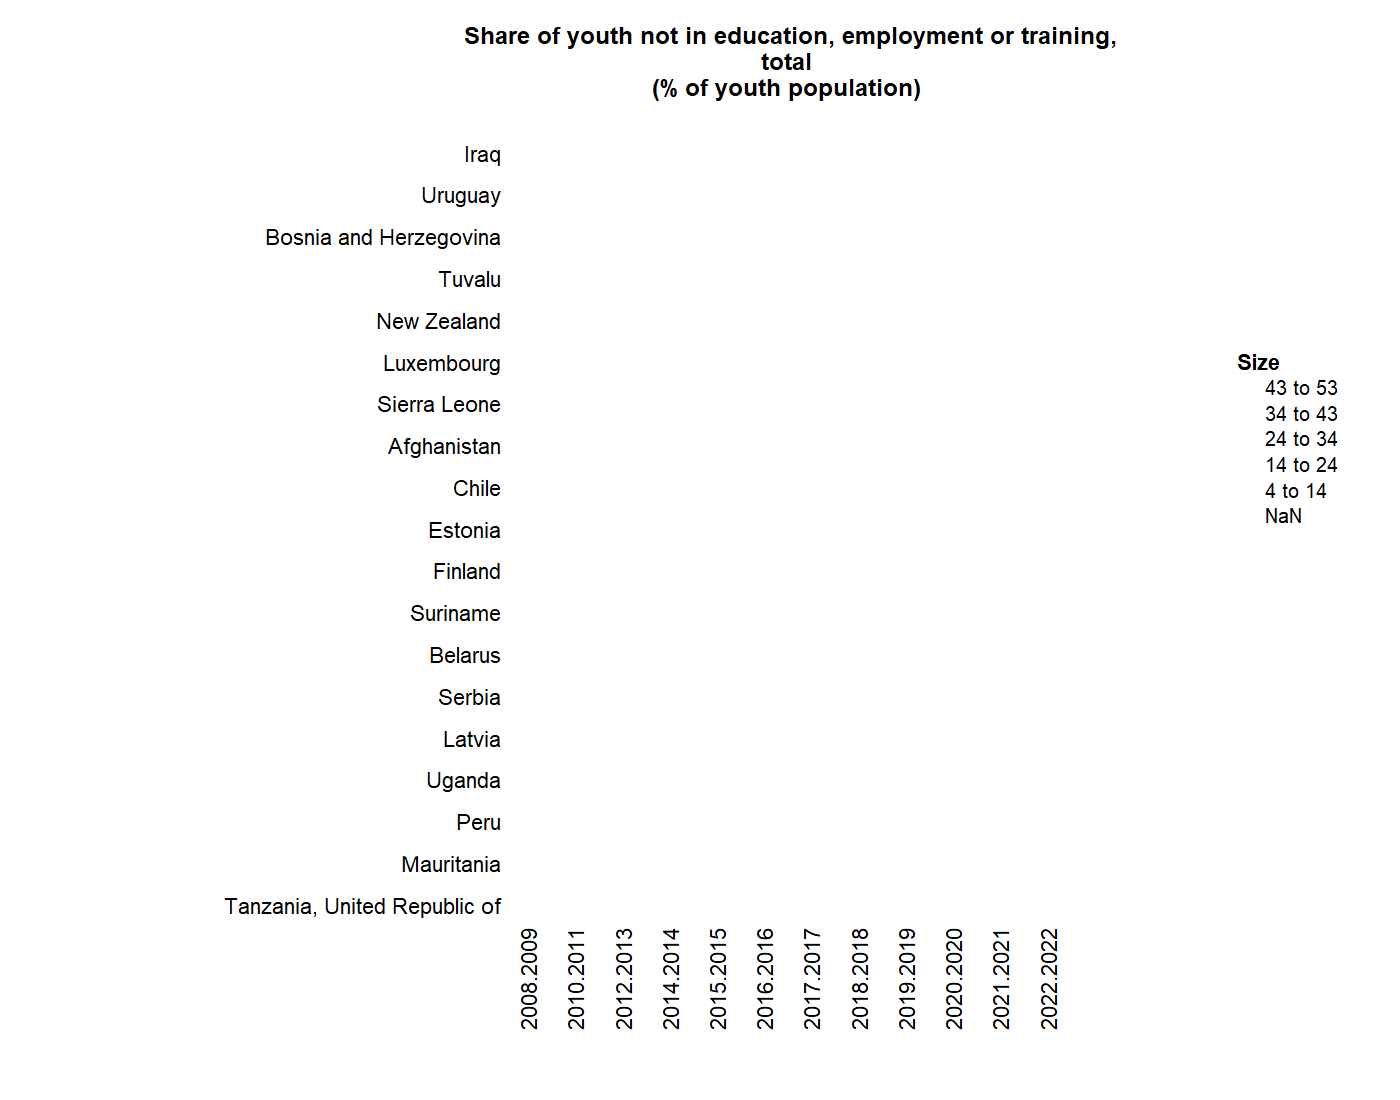 Share of youth not in education, employment or training,
total
(% of youth population)
Iraq
Uruguay
Bosnia and Herzegovina
Tuvalu
New Zealand
Luxembourg
Sierra Leone
Afghanistan
Chile
Estonia
Finland
Suriname
Belarus
Serbia
Latvia
Uganda
Peru
Mauritania
Tanzania, United Republic of
2008.2009
2010.2011
2012.2013
2014.2014
2015.2015
2016.2016
2017.2017
2018.2018
2019.2019
2020.2020
2021.2021
2022.2022
Size
43 to 53
34 to 43
24 to 34
14 to 24
4 to 14
NaN